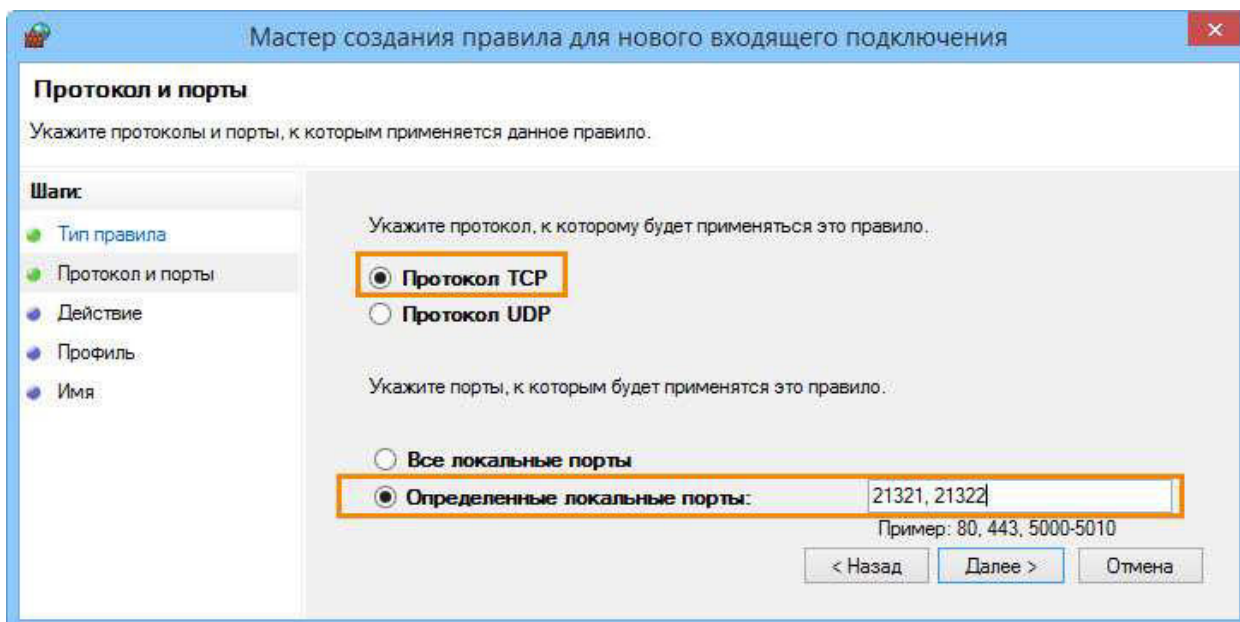 Мастер создания правила для нового входящего подключения
Протокол и порты
Укажите протоколы и порты, к которым применяется данное правило.
Шаги:
Тип правила
Протокол и порты
Действие
Профиль
Имя
Укажите протокол, к которому будет применяться это правило.
Протокол TCP
Протокол UDP
Укажите порты, к которым будет применятся это правило.
Все локальные порты
Определенные локальные порты: 21321, 21322
Пример: 80, 443, 5000-5010
< Назад Далее > Отмена